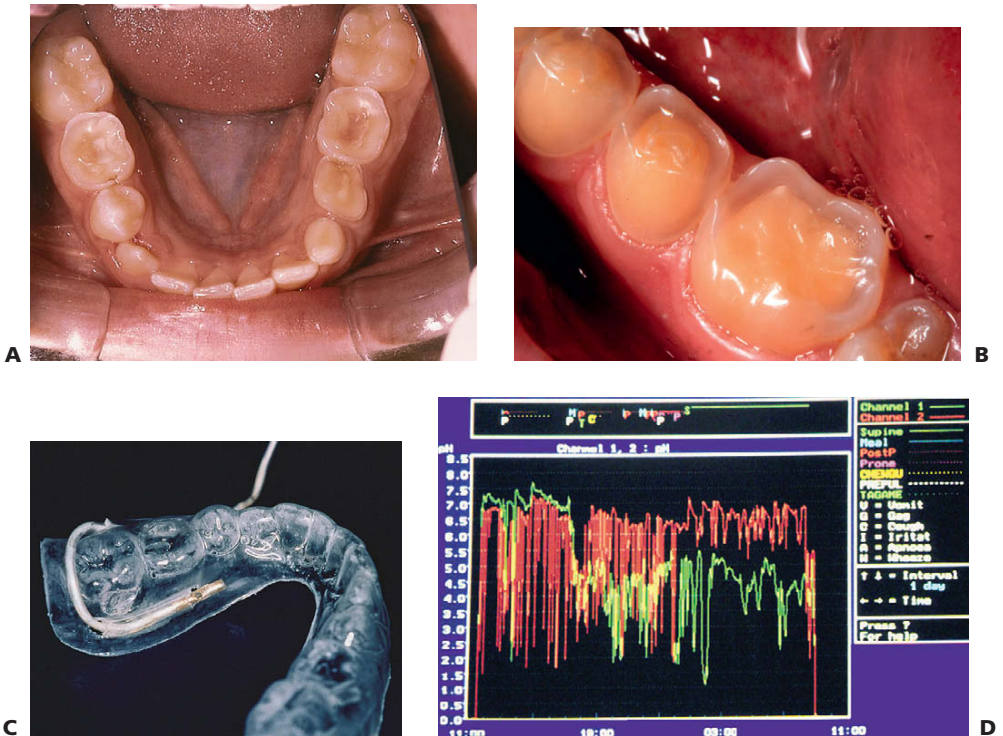 A
B
C
D
Channel 1
Channel 2
Supine
Meal
PostP
Prone
CHENGU
PREPUL
TAGAME
V = Vomit
G = Gag
C = Cough
I = Iritat
A = Apnoea
W = Wheeze
↑ ↓ = Interval
1 day
← → = Time
Press ?
For help
Channel 1, 2 : pH
pH
8.5
8.0
7.5
7.0
6.5
6.0
5.5
5.0
4.5
4.0
3.5
3.0
2.5
2.0
1.5
1.0
0.5
0.0
11:00
19:00
03:00
11:00